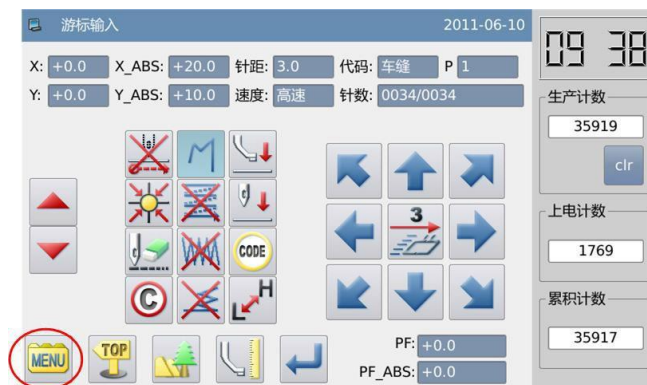 游标输入 2011-06-10
09 38
X: +0.0 X_ABS: +20.0 针距: 3.0 代码: 车缝 P 1
Y: +0.0 Y_ABS: +10.0 速度: 高速 针数: 0034/0034
生产计数
35919
clr
上电计数
1769
累积计数
35917
M
3
CODE
C
L H
MENU
TOP
PF: +0.0
PF_ABS: +0.0